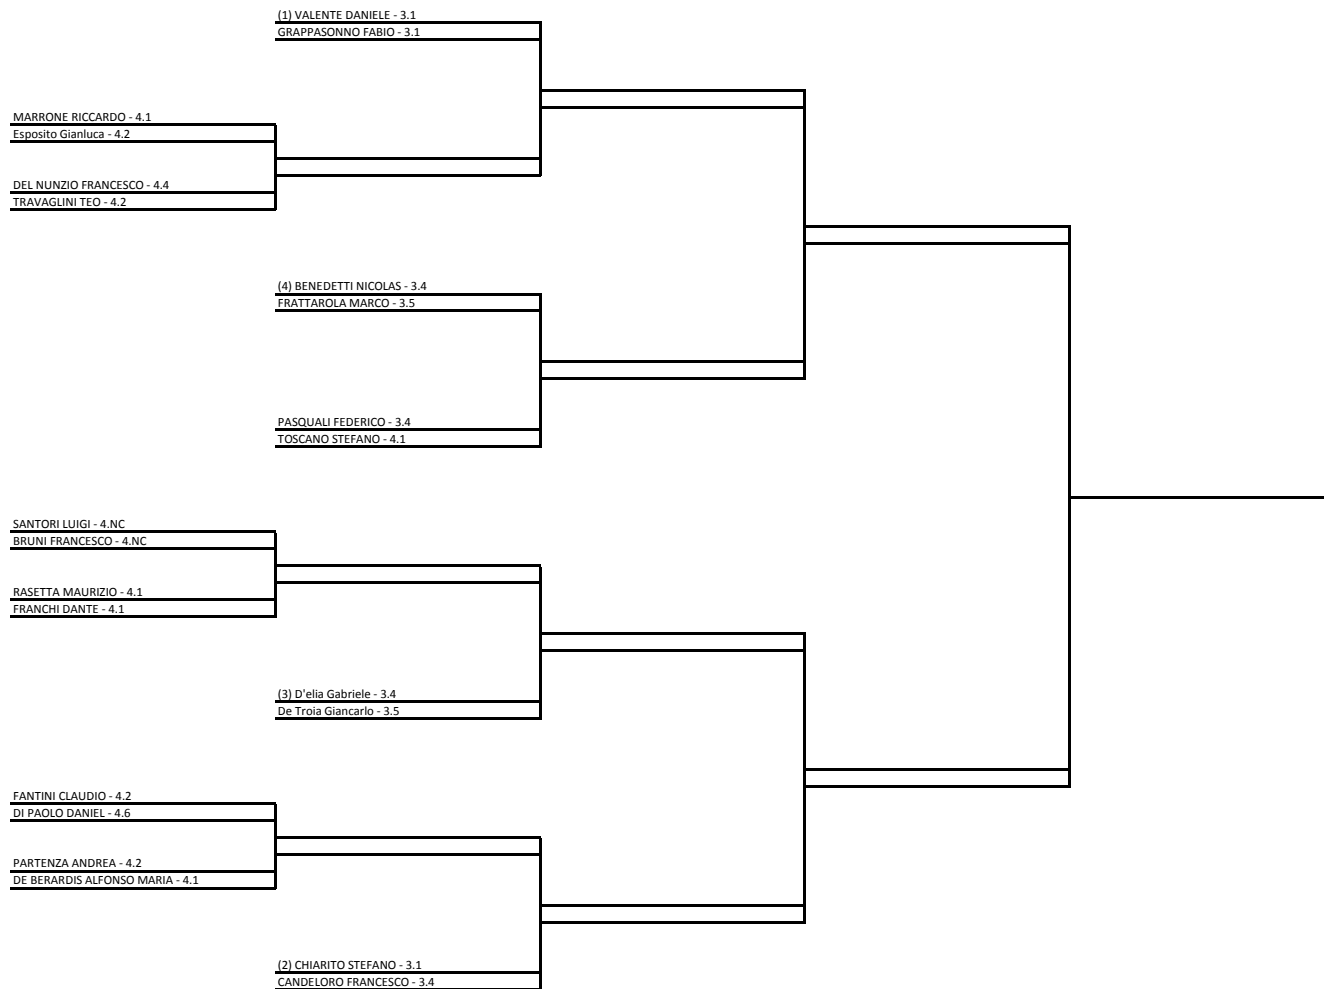 (1) VALENTE DANIELE - 3.1
GRAPPASONNO FABIO - 3.1
MARRONE RICCARDO - 4.1
Esposito Gianluca - 4.2
DEL NUNZIO FRANCESCO - 4.4
TRAVAGLINI TEO - 4.2
(4) BENEDETTI NICOLAS - 3.4
FRATTAROLA MARCO - 3.5
PASQUALI FEDERICO - 3.4
TOSCANO STEFANO - 4.1
SANTORI LUIGI - 4.NC
BRUNI FRANCESCO - 4.NC
RASETTA MAURIZIO - 4.1
FRANCHI DANTE - 4.1
(3) D'elia Gabriele - 3.4
De Troia Giancarlo - 3.5
FANTINI CLAUDIO - 4.2
DI PAOLO DANIEL - 4.6
PARTENZA ANDREA - 4.2
DE BERARDIS ALFONSO MARIA - 4.1
(2) CHIARITO STEFANO - 3.1
CANDELORO FRANCESCO - 3.4